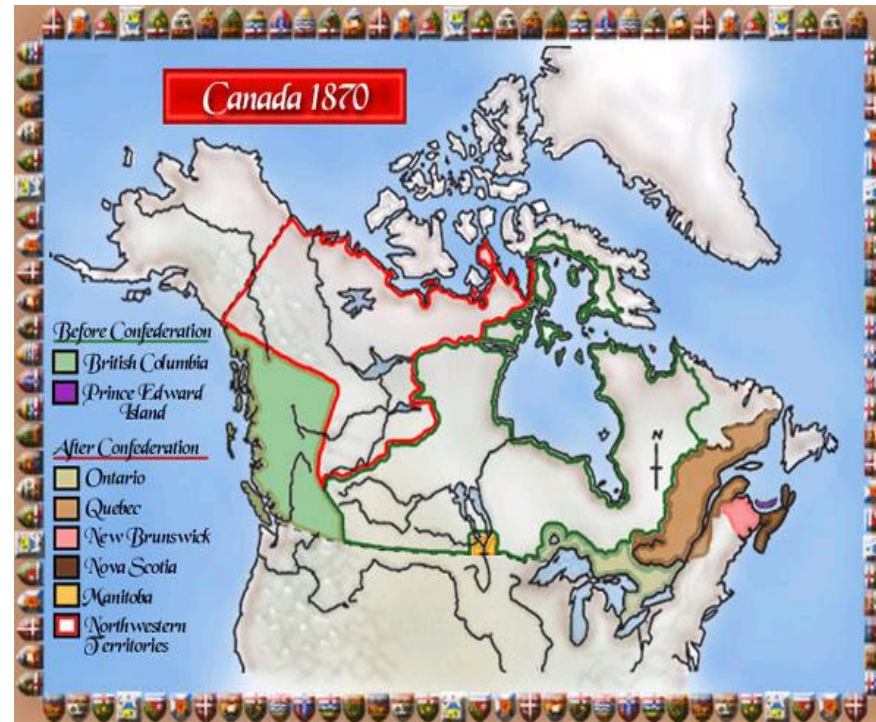 Canada 1870
Before Confederation
British Columbia
Prince Edward
Island
After Confederation
Ontario
Quebec
New Brunswick
Nova Scotia
Manitoba
Northwestern
Territories
N